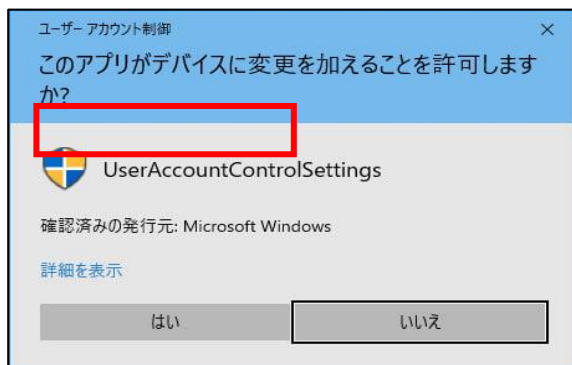 ユーザー アカウント制御
このアプリがデバイスに変更を加えることを許可します
か?
UserAccountControlSettings
確認済みの発行元: Microsoft Windows
詳細を表示
はい
いいえ